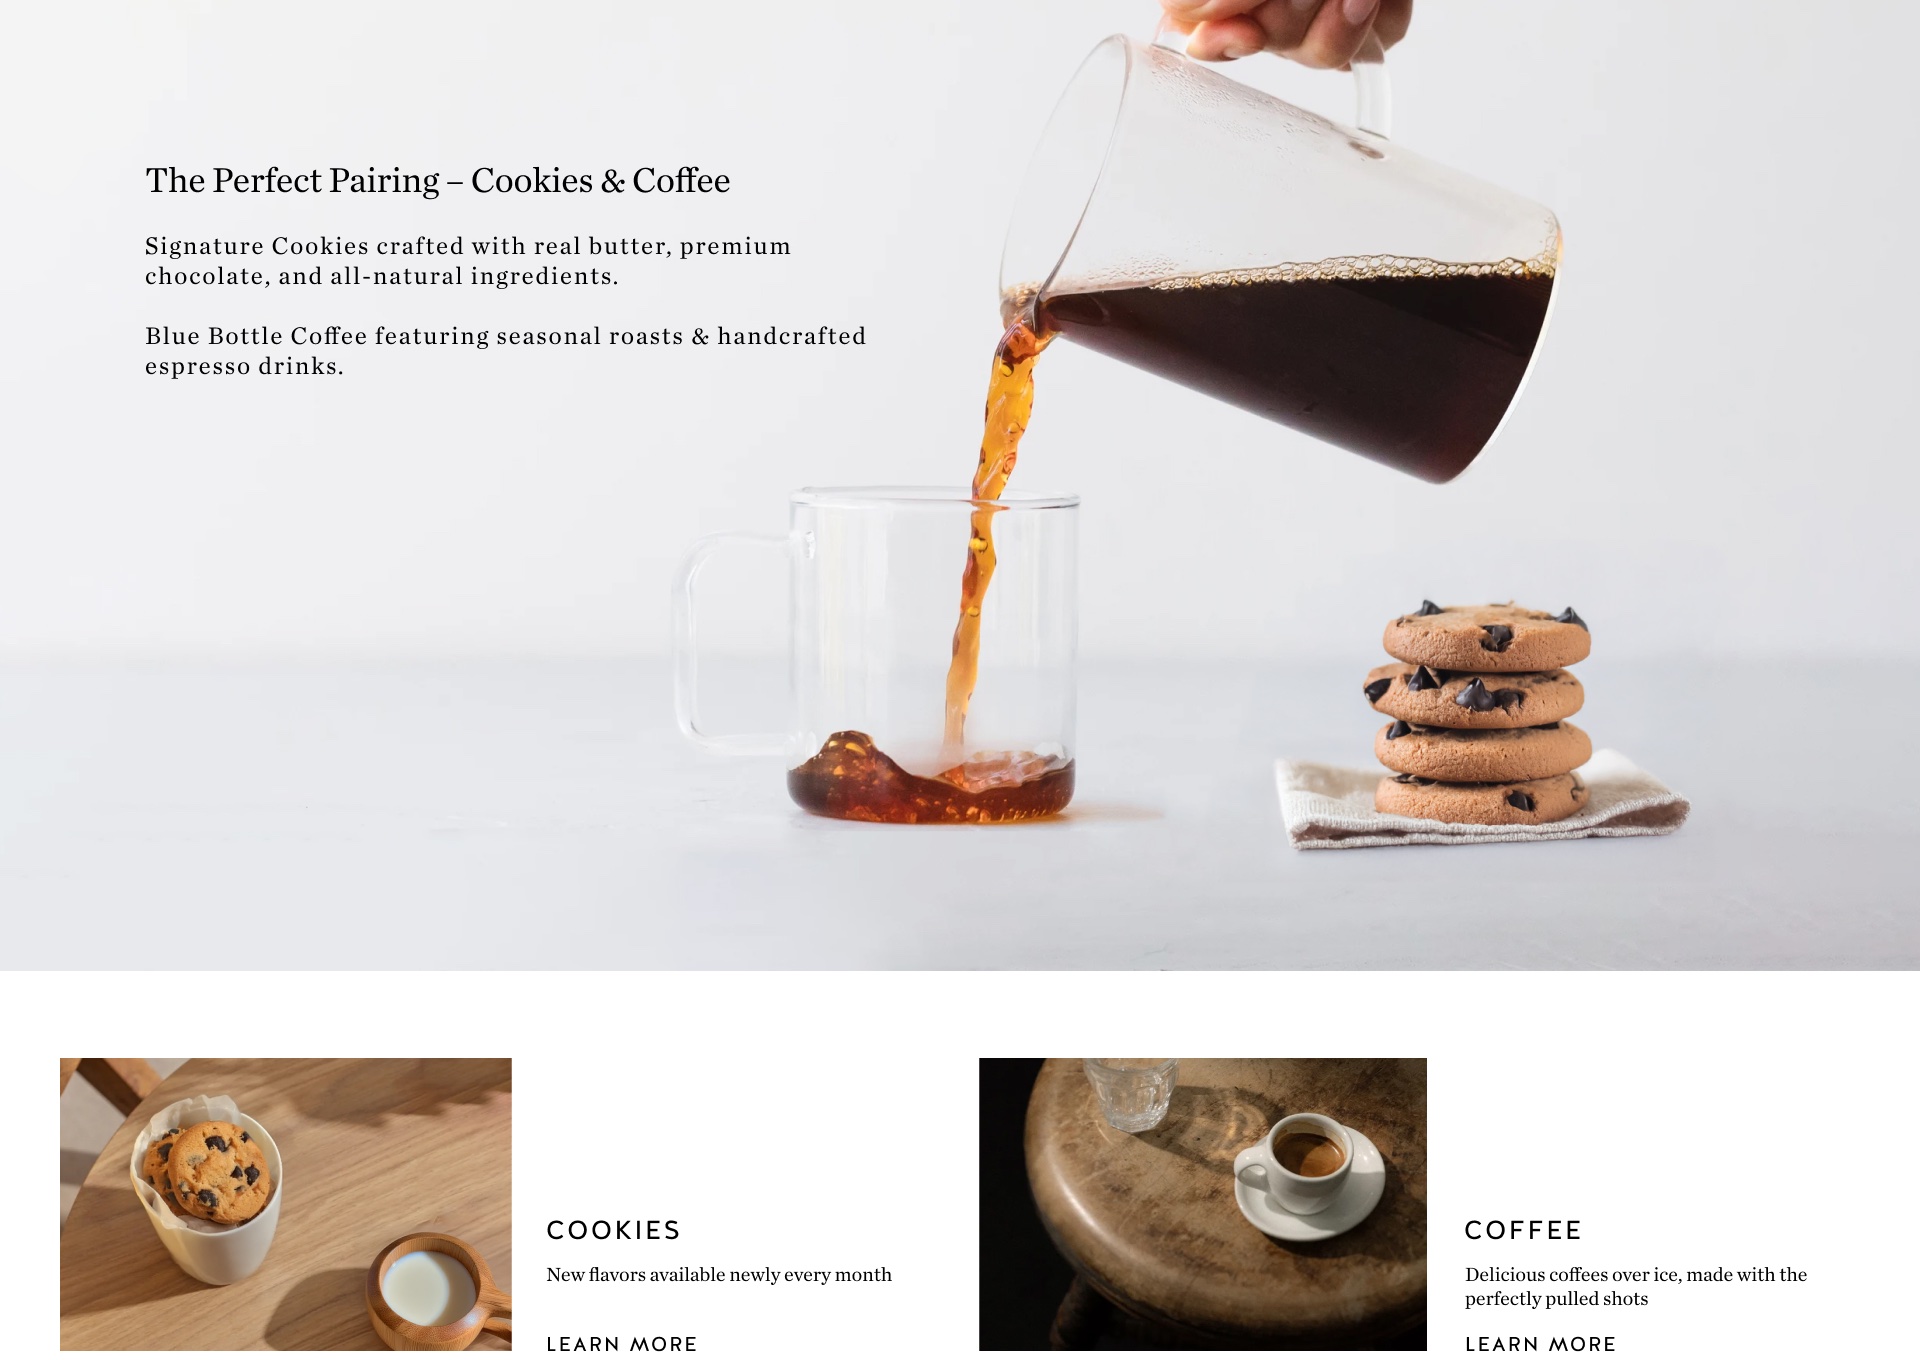 The Perfect Pairing – Cookies & Coffee
Signature Cookies crafted with real butter, premium
chocolate, and all-natural ingredients.
Blue Bottle Coffee featuring seasonal roasts & handcrafted
espresso drinks.
COOKIES
New flavors available newly every month
LEARN MORE
COFFEE
Delicious coffees over ice, made with the
perfectly pulled shots
LEARN MORE